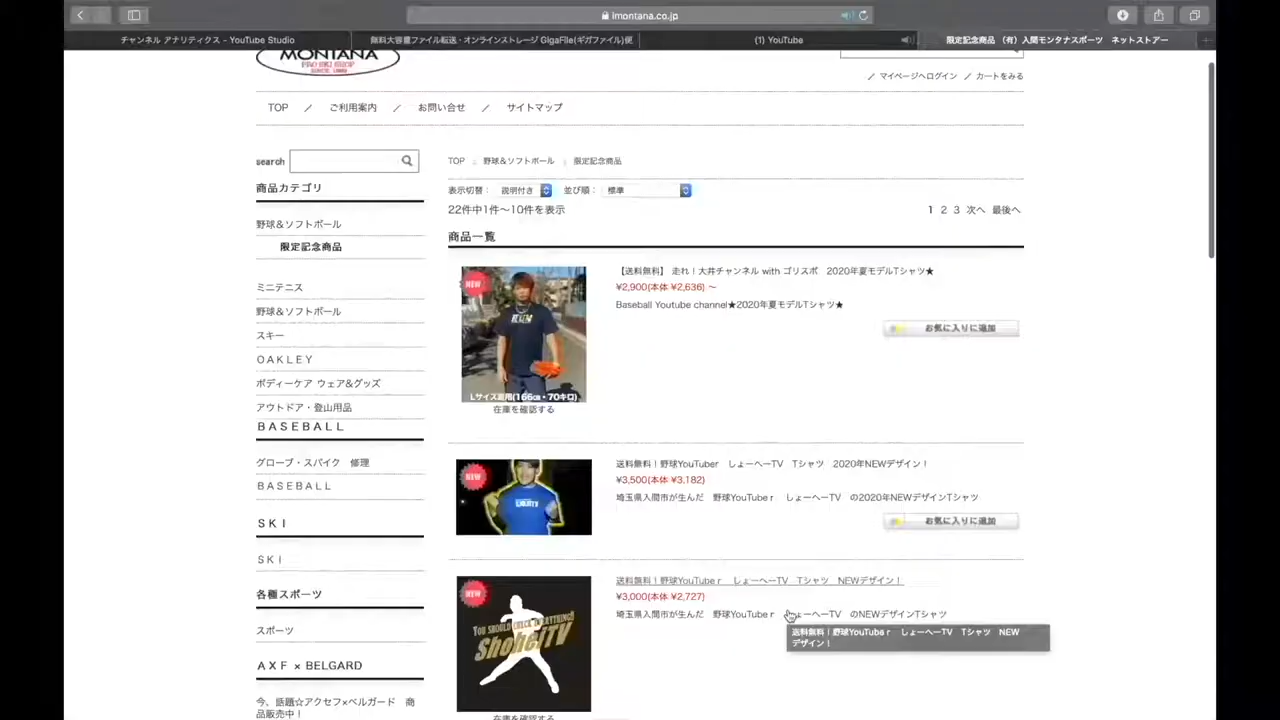 imontana.co.jp
チャンネル アナリティクス - YouTube Studio
無料大容量ファイル転送・オンラインストレージ GigaFile(ギガファイル)便
(1) YouTube
限定記念商品 （有）入間モンタナスポーツ ネットストアー
MONTANA
PRO SKI SHOP
マイページへログイン
カートをみる
TOP / ご利用案内 / お問い合せ / サイトマップ
search
商品カテゴリ
野球＆ソフトボール
限定記念商品
ミニテニス
野球＆ソフトボール
スキー
ＯＡＫＬＥＹ
ボディーケア ウェア&グッズ
アウトドア・登山用品
ＢＡＳＥＢＡＬＬ
グローブ・スパイク 修理
ＢＡＳＥＢＡＬＬ
ＳＫＩ
ＳＫＩ
各種スポーツ
スポーツ
ＡＸＦ × BELGARD
今、話題☆アクセフ×ベルガード 商
品販売中！
TOP 野球＆ソフトボール 限定記念商品
表示切替： 説明付き 並び順： 標準
22件中1件〜10件を表示
1 2 3 次へ 最後へ
商品一覧
NEW
Lサイズ着用(166㎝・70キロ)
在庫を確認する
【送料無料】 走れ！大井チャンネル with ゴリスポ 2020年夏モデルTシャツ★
¥2,900(本体 ¥2,636) 〜
Baseball Youtube channel★2020年夏モデルTシャツ★
お気に入りに追加
NEW
送料無料！野球YouTuber しょーへーTV Tシャツ 2020年NEWデザイン！
¥3,500(本体 ¥3,182)
埼玉県入間市が生んだ 野球YouTubeｒ しょーへーTV の2020年NEWデザインTシャツ
お気に入りに追加
NEW
YOU SHOULD CHECK EVERYTHING!!
ShoheiTV
在庫を確認する
送料無料！野球YouTubeｒ しょーへーTV Tシャツ NEWデザイン！
¥3,000(本体 ¥2,727)
埼玉県入間市が生んだ 野球YouTubeｒ しょーへーTV のNEWデザインTシャツ
送料無料！野球YouTubeｒ しょーへーTV Tシャツ NEW
デザイン！